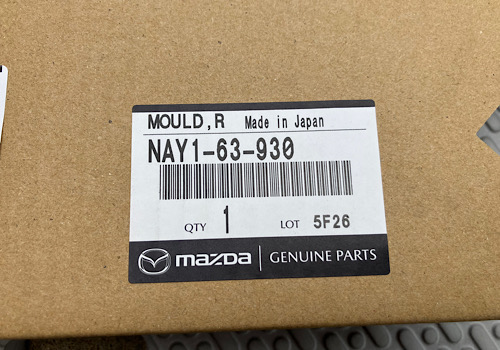 MOULD,R Made in Japan
NAY1-63-930
QTY 1 LOT 5F26
mazda GENUINE PARTS